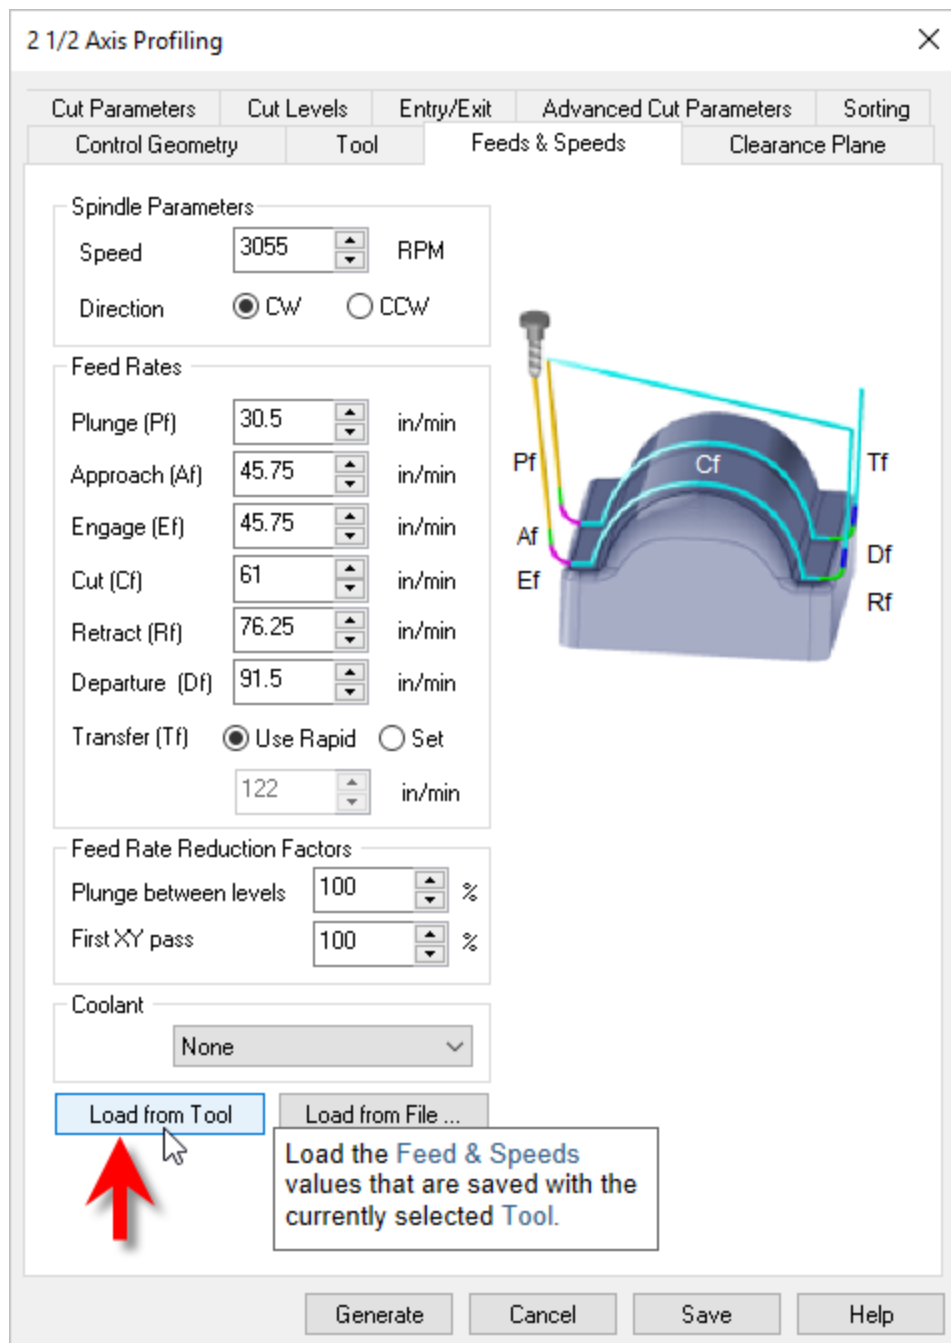 2 1/2 Axis Profiling
Cut Parameters Cut Levels Entry/Exit Advanced Cut Parameters Sorting
Control Geometry Tool Feeds & Speeds Clearance Plane
Spindle Parameters
Speed 3055 RPM
Direction CW CCW
Feed Rates
Plunge (Pf) 30.5 in/min
Approach (Af) 45.75 in/min
Engage (Ef) 45.75 in/min
Cut (Cf) 61 in/min
Retract (Rf) 76.25 in/min
Departure (Df) 91.5 in/min
Transfer (Tf) Use Rapid Set
122 in/min
Pf Cf Tf
Af Df
Ef Rf
Feed Rate Reduction Factors
Plunge between levels 100 %
First XY pass 100 %
Coolant
None
Load from Tool Load from File ...
Load the Feed & Speeds
values that are saved with the
currently selected Tool.
Generate Cancel Save Help